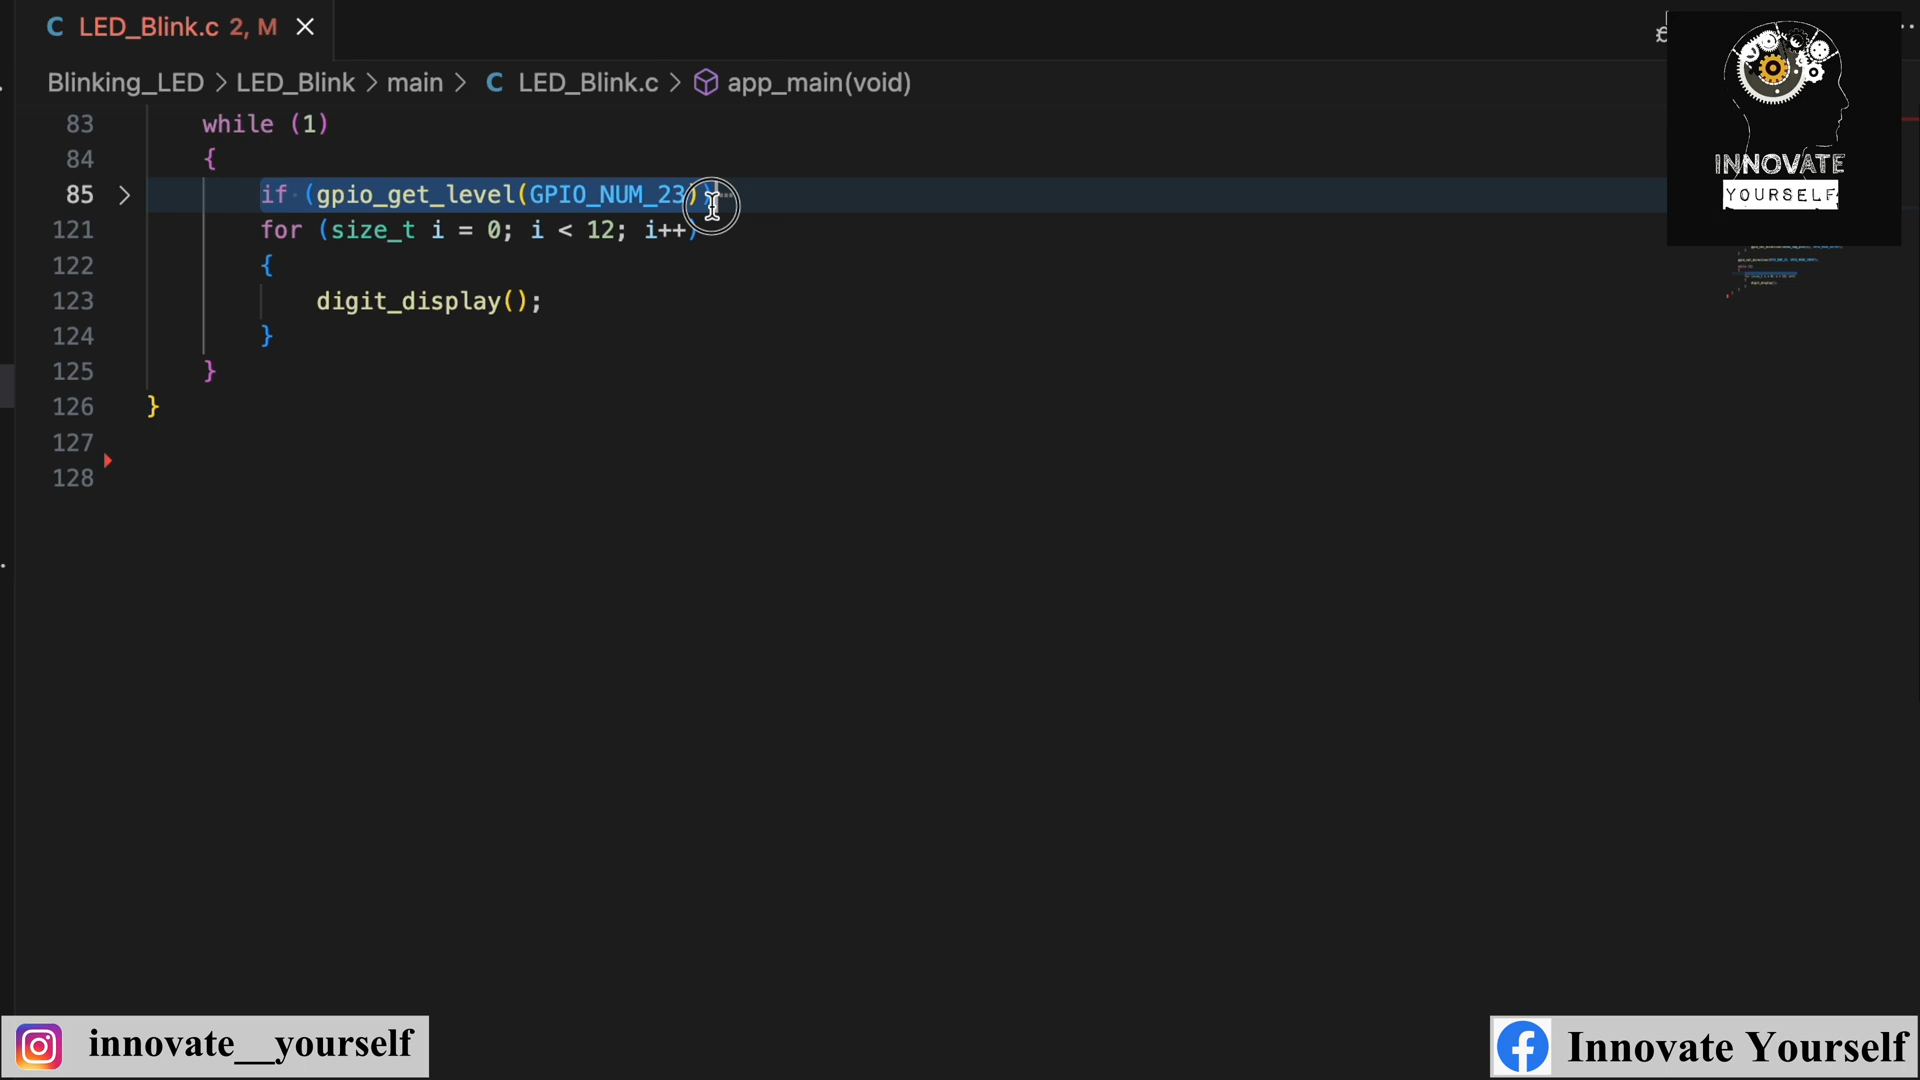 C LED_Blink.c 2, M
Blinking_LED > LED_Blink > main > C LED_Blink.c > app_main(void)
83 while (1)
84 {
85 if (gpio_get_level(GPIO_NUM_23))
121 for (size_t i = 0; i < 12; i++)
122 {
123 digit_display();
124 }
125 }
126 }
127
128
INNOVATE
YOURSELF
innovate__yourself
Innovate Yourself